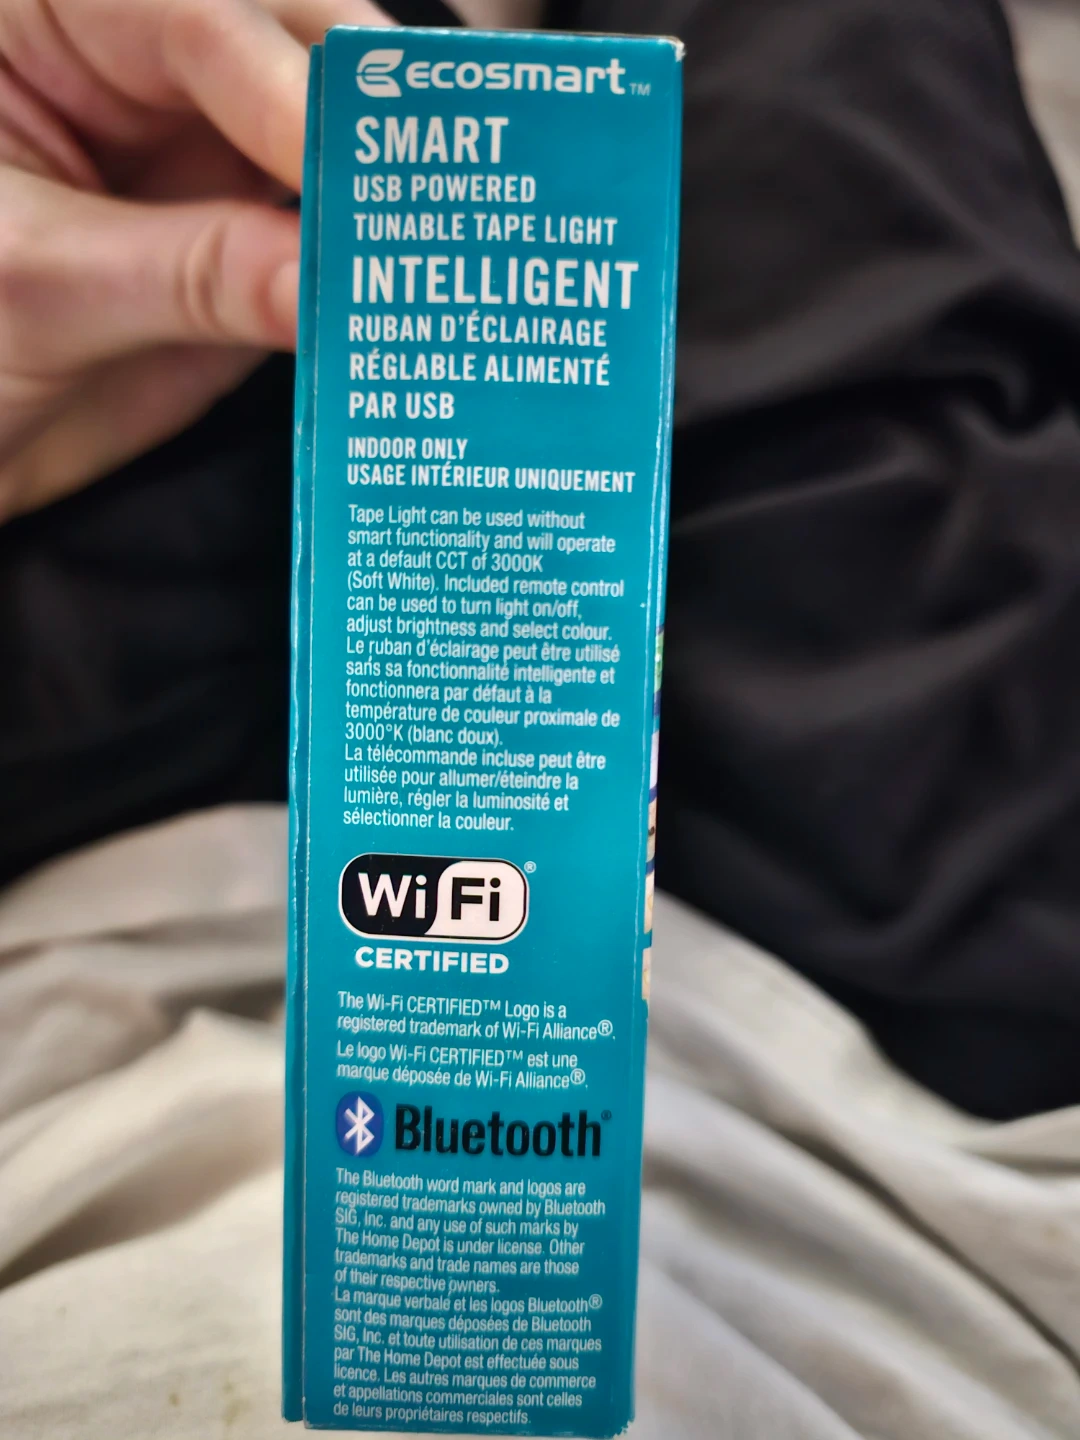 ecosmart™
SMART
USB POWERED
TUNABLE TAPE LIGHT
INTELLIGENT
RUBAN D'ÉCLAIRAGE
RÉGLABLE ALIMENTÉ
PAR USB
INDOOR ONLY
USAGE INTÉRIEUR UNIQUEMENT
Tape Light can be used without
smart functionality and will operate
at a default CCT of 3000K
(Soft White). Included remote control
can be used to turn light on/off,
adjust brightness and select colour.
Le ruban d'éclairage peut être utilisé
sans sa fonctionnalité intelligente et
fonctionnera par défaut à la
température de couleur proximale de
3000°K (blanc doux).
La télécommande incluse peut être
utilisée pour allumer/éteindre la
lumière, régler la luminosité et
sélectionner la couleur.
Wi Fi®
CERTIFIED
The Wi-Fi CERTIFIED™ Logo is a
registered trademark of Wi-Fi Alliance®.
Le logo Wi-Fi CERTIFIED™ est une
marque déposée de Wi-Fi Alliance®.
Bluetooth®
The Bluetooth word mark and logos are
registered trademarks owned by Bluetooth
SIG, Inc. and any use of such marks by
The Home Depot is under license. Other
trademarks and trade names are those
of their respective owners.
La marque verbale et les logos Bluetooth®
sont des marques déposées de Bluetooth
SIG, Inc. et toute utilisation de ces marques
par The Home Depot est effectuée sous
licence. Les autres marques de commerce
et appellations commerciales sont celles
de leurs propriétaires respectifs.